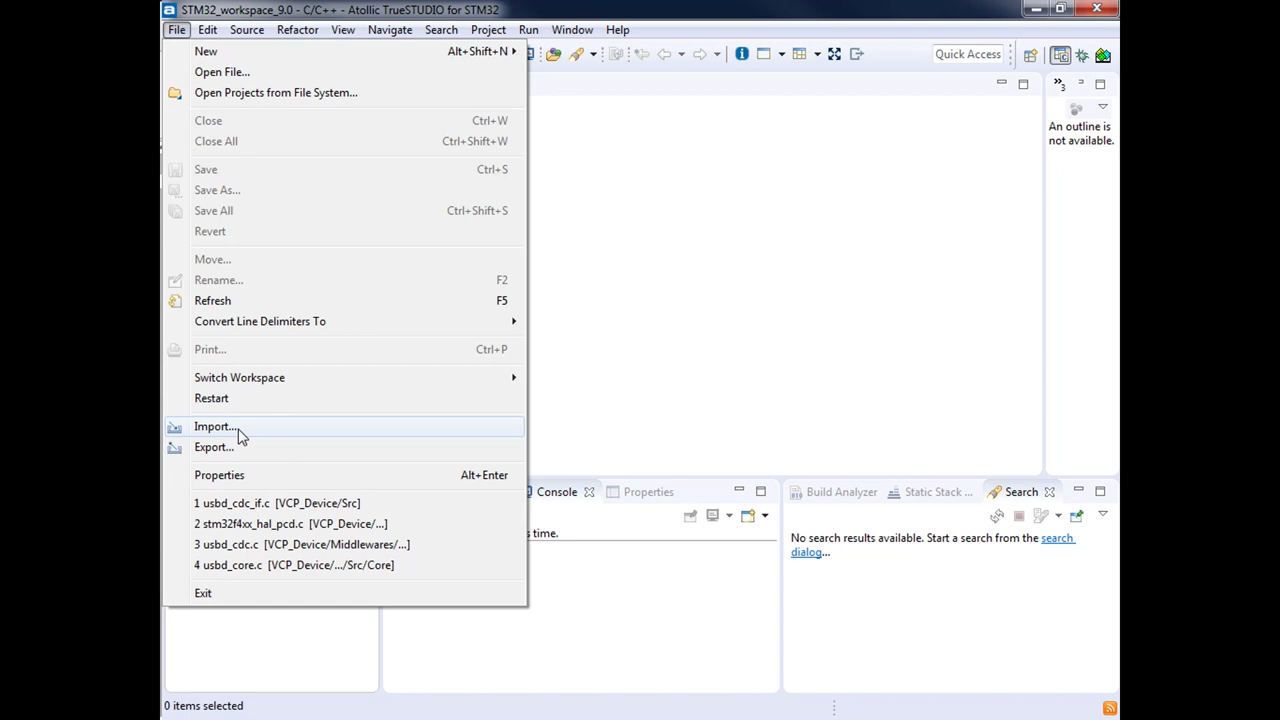 STM32_workspace_9.0 - C/C++ - Atollic TrueSTUDIO for STM32
File Edit Source Refactor View Navigate Search Project Run Window Help
New Alt+Shift+N
Open File...
Open Projects from File System...
Close Ctrl+W
Close All Ctrl+Shift+W
Save Ctrl+S
Save As...
Save All Ctrl+Shift+S
Revert
Move...
Rename... F2
Refresh F5
Convert Line Delimiters To
Print... Ctrl+P
Switch Workspace
Restart
Import...
Export...
Properties Alt+Enter
1 usbd_cdc_if.c [VCP_Device/Src]
2 stm32f4xx_hal_pcd.c [VCP_Device/...]
3 usbd_cdc.c [VCP_Device/Middlewares/...]
4 usbd_core.c [VCP_Device/.../Src/Core]
Exit
Quick Access
3
An outline is
not available.
Console Properties
s time.
Build Analyzer Static Stack ... Search
No search results available. Start a search from the search
dialog...
0 items selected